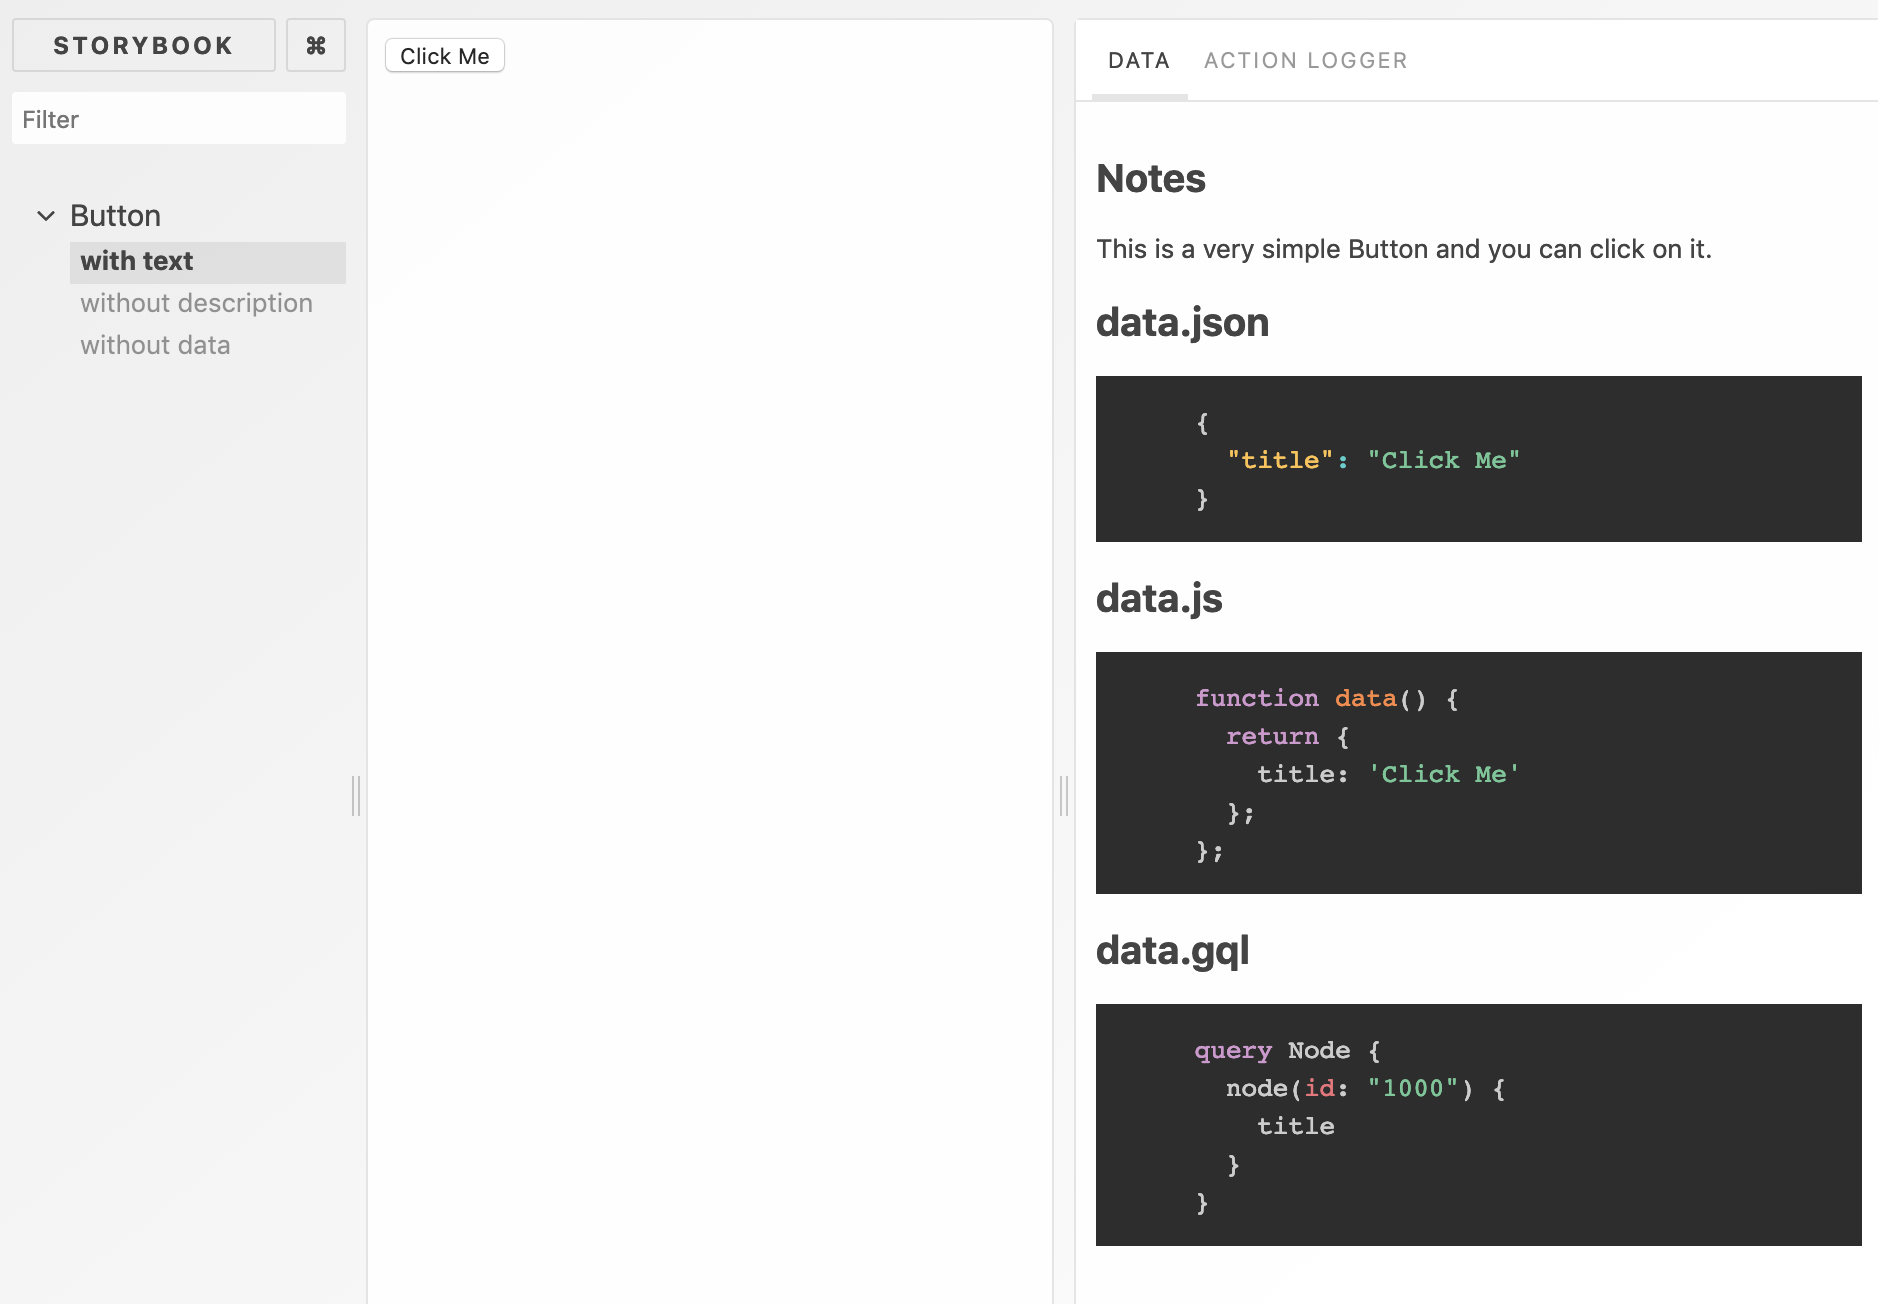 STORYBOOK ⌘
Filter
Button
with text
without description
without data
Click Me
DATA ACTION LOGGER
Notes
This is a very simple Button and you can click on it.
data.json
{
  "title": "Click Me"
}
data.js
function data() {
  return {
    title: 'Click Me'
  };
};
data.gql
query Node {
  node(id: "1000") {
    title
  }
}